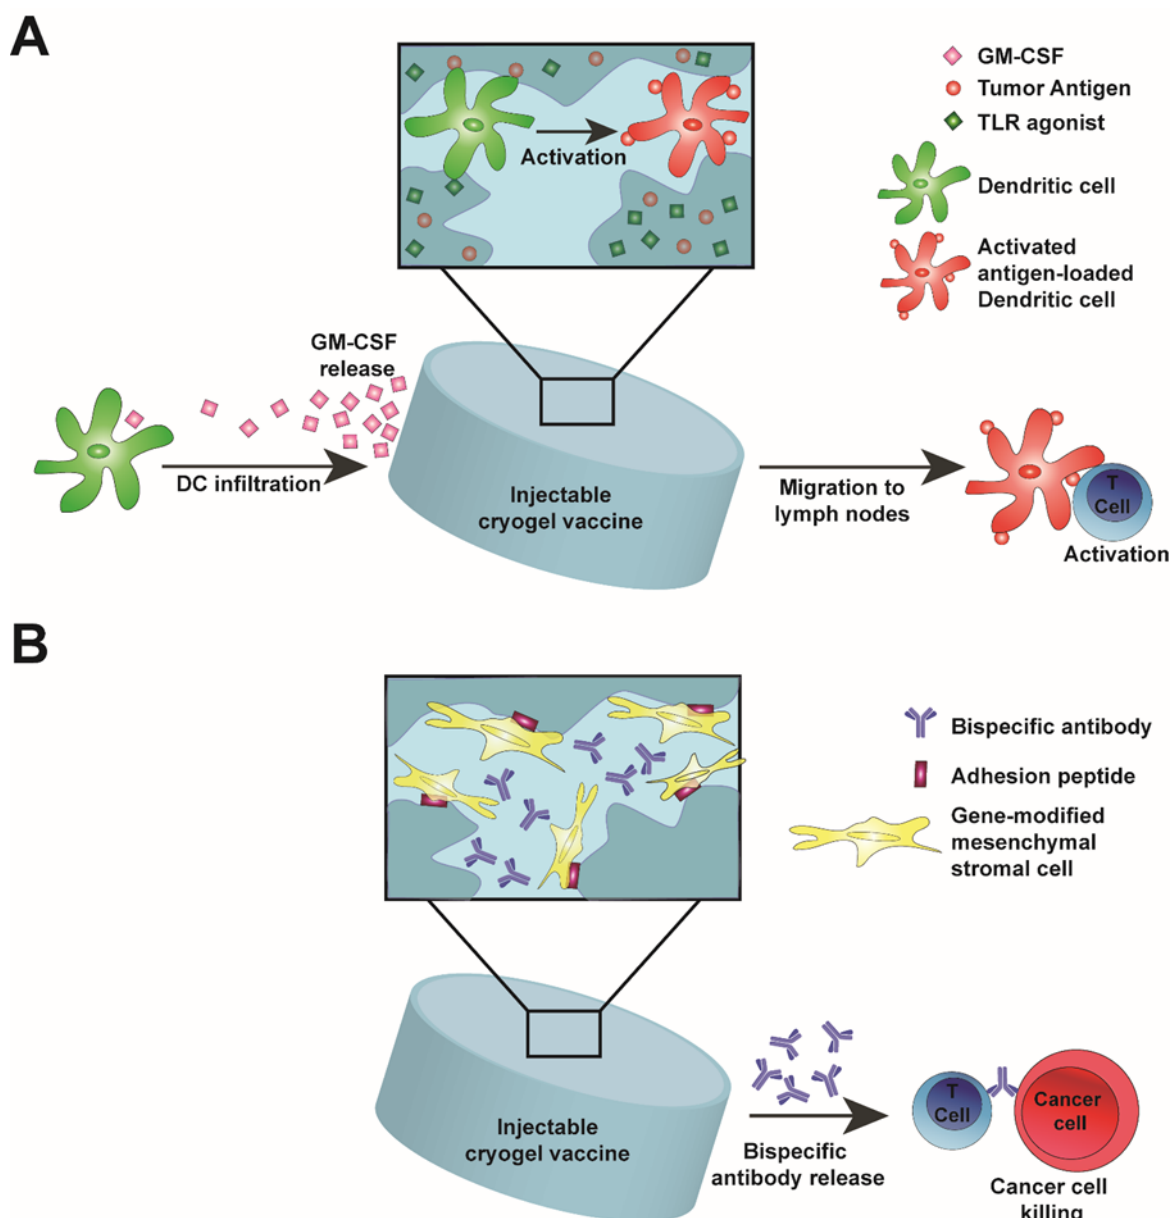 A
GM-CSF
Tumor Antigen
TLR agonist
Dendritic cell
Activated
antigen-loaded
Dendritic cell
Activation
GM-CSF
release
DC infiltration
Injectable
cryogel vaccine
Migration to
lymph nodes
T
Cell
Activation
B
Bispecific antibody
Adhesion peptide
Gene-modified
mesenchymal
stromal cell
Injectable
cryogel vaccine
Bispecific
antibody release
T
Cell
Cancer
cell
Cancer cell
killing